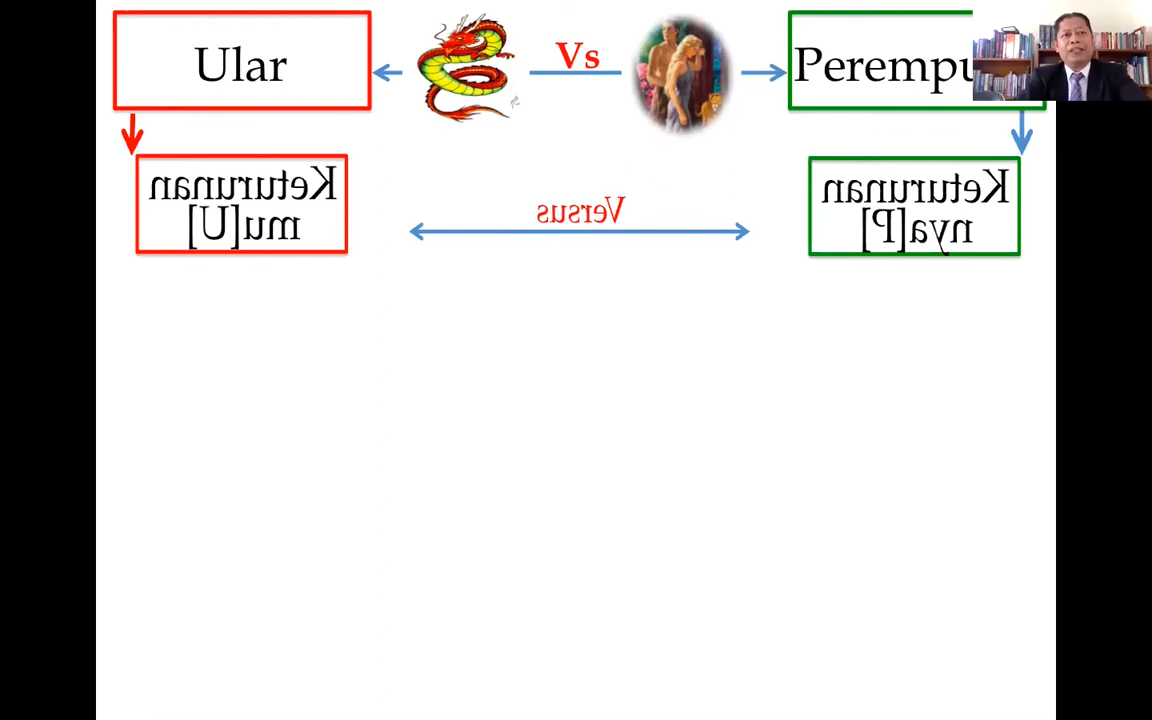 Ular
Vs
Perempu
Keturunan
mu[U]
Versus
Keturunan
nya[P]